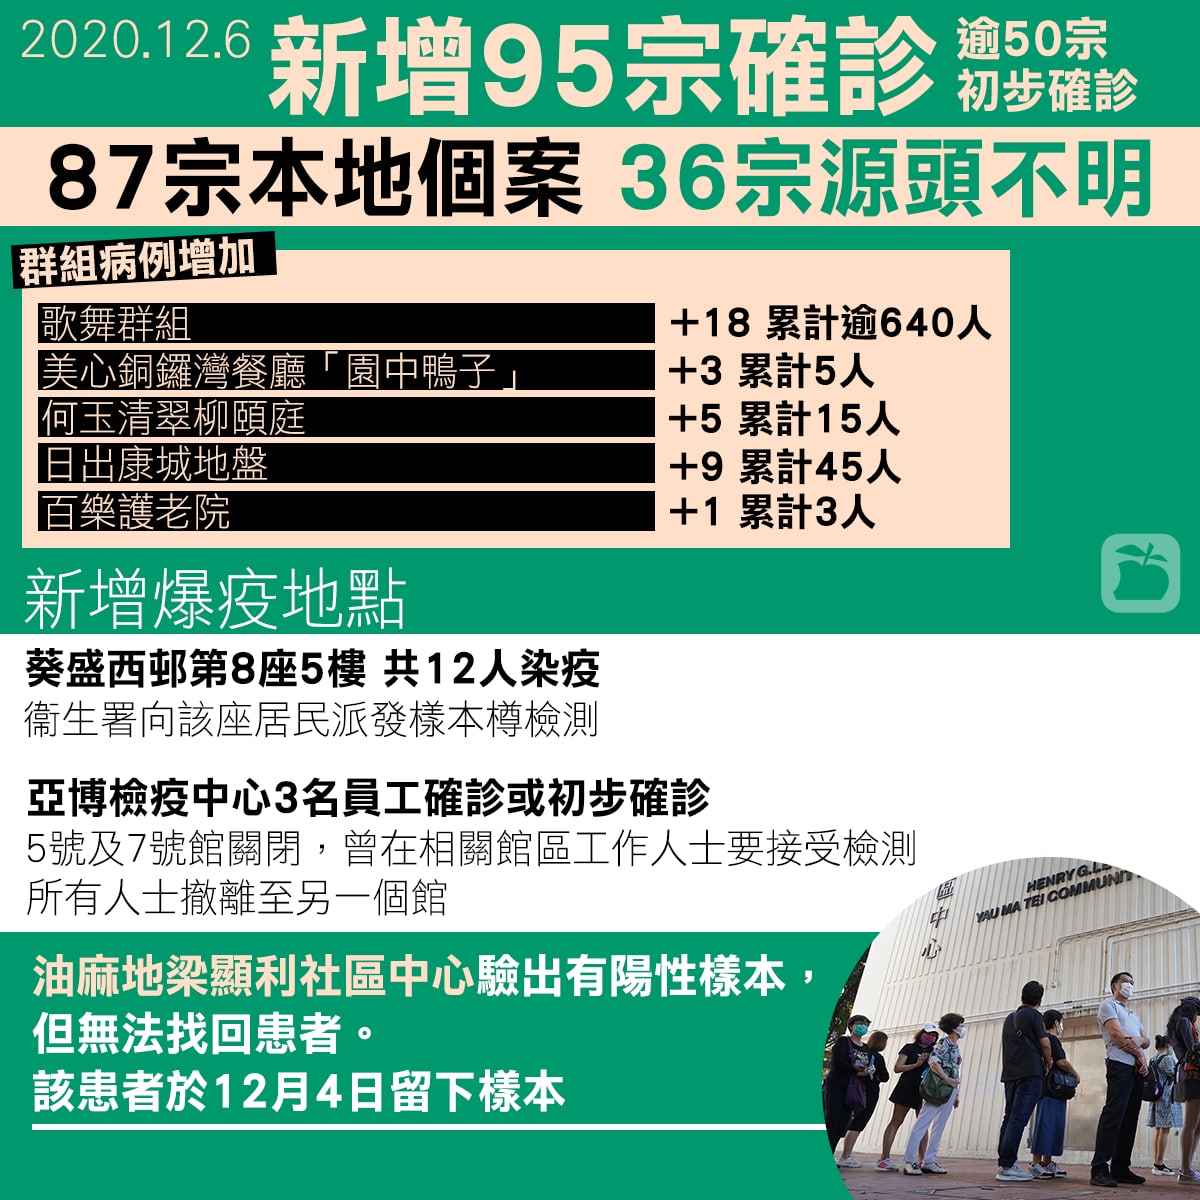 2020.12.6
新增95宗確診
逾50宗
初步確診
87宗本地個案 36宗源頭不明
群組病例增加
歌舞群組 +18 累計逾640人
美心銅鑼灣餐廳「園中鴨子」 +3 累計5人
何玉清翠柳頤庭 +5 累計15人
日出康城地盤 +9 累計45人
百樂護老院 +1 累計3人
新增爆疫地點
葵盛西邨第8座5樓 共12人染疫
衞生署向該座居民派發樣本樽檢測
亞博檢疫中心3名員工確診或初步確診
5號及7號館關閉，曾在相關館區工作人士要接受檢測
所有人士撤離至另一個館
油麻地梁顯利社區中心驗出有陽性樣本，
但無法找回患者。
該患者於12月4日留下樣本
區中心
HENRY G.LE
YAU MA TEI COMMUNIT